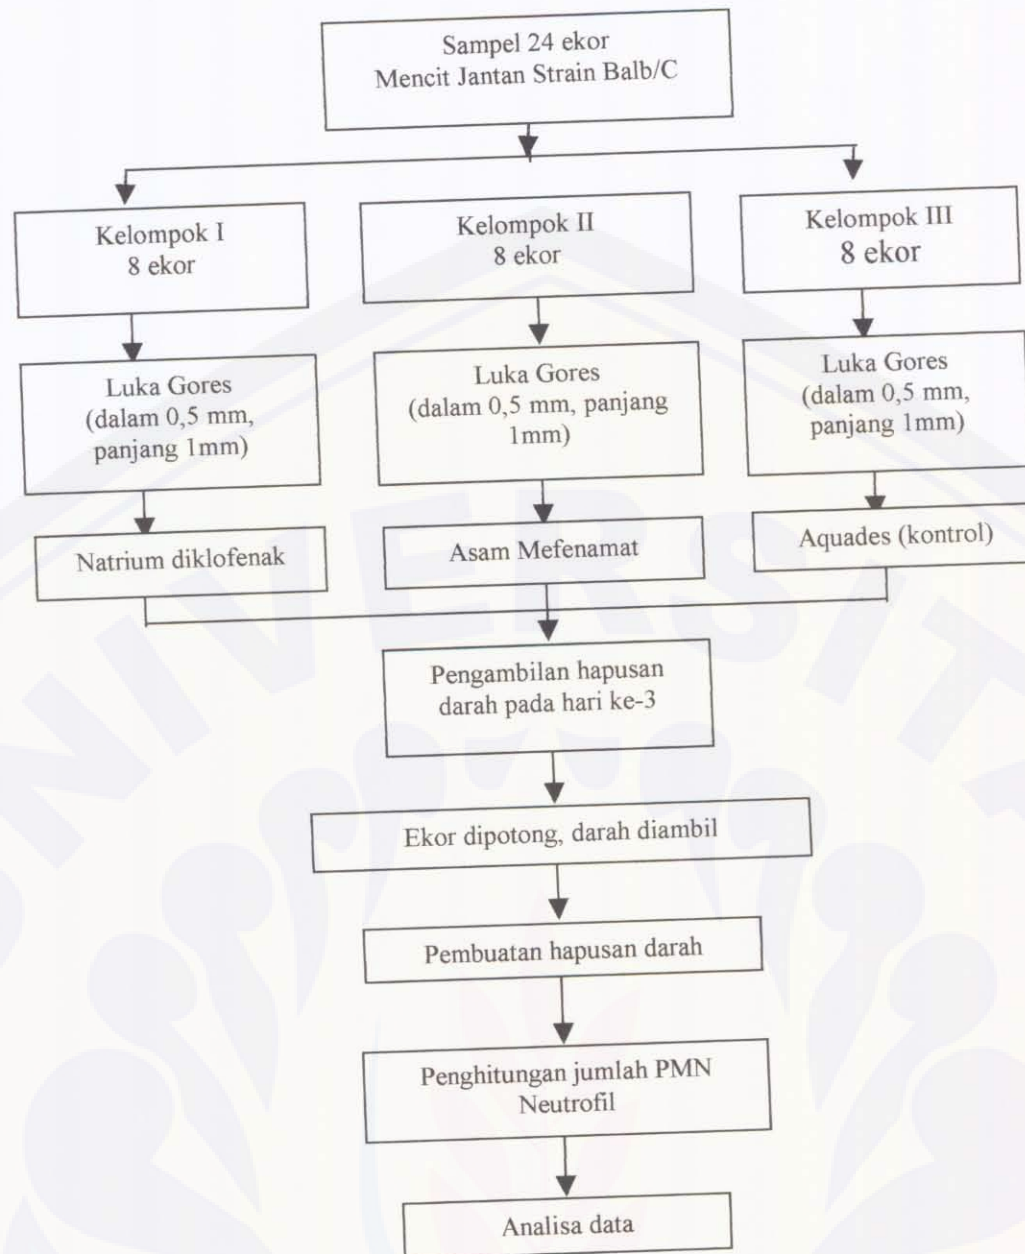 Sampel 24 ekor
Mencit Jantan Strain Balb/C
Kelompok I
8 ekor
Kelompok II
8 ekor
Kelompok III
8 ekor
Luka Gores
(dalam 0,5 mm,
panjang 1mm)
Luka Gores
(dalam 0,5 mm, panjang
1mm)
Luka Gores
(dalam 0,5 mm,
panjang 1mm)
Natrium diklofenak
Asam Mefenamat
Aquades (kontrol)
Pengambilan hapusan
darah pada hari ke-3
Ekor dipotong, darah diambil
Pembuatan hapusan darah
Penghitungan jumlah PMN
Neutrofil
Analisa data
NIVERSITA